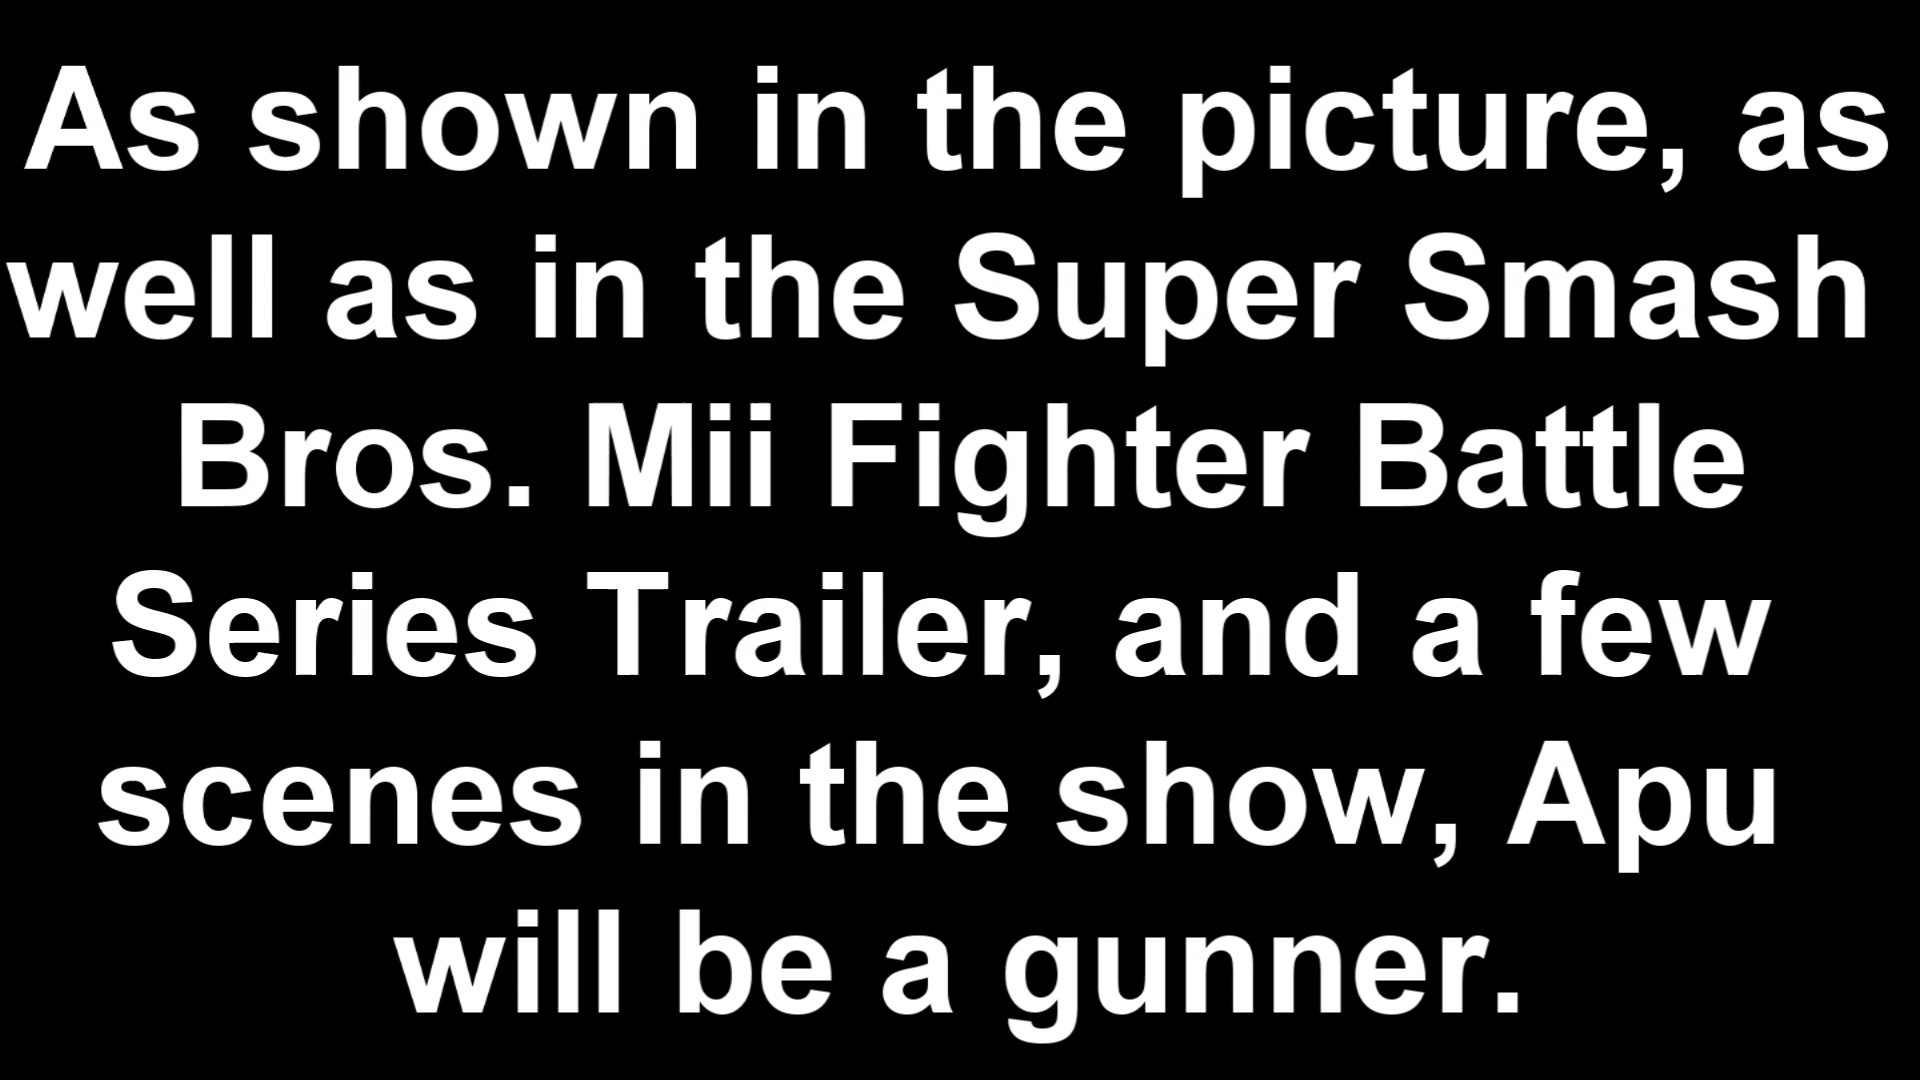 As shown in the picture, as
well as in the Super Smash
Bros. Mii Fighter Battle
Series Trailer, and a few
scenes in the show, Apu
will be a gunner.